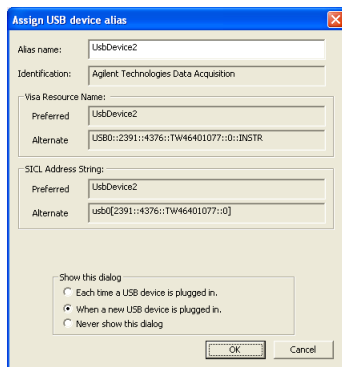 Assign USB device alias
Alias name:
UsbDevice2
Identification:
Agilent Technologies Data Acquisition
Visa Resource Name:
Preferred
UsbDevice2
Alternate
USB0::2391::4376::TW46401077::0::INSTR
SICL Address String:
Preferred
UsbDevice2
Alternate
usb0[2391::4376::TW46401077::0]
Show this dialog
Each time a USB device is plugged in.
When a new USB device is plugged in.
Never show this dialog
OK
Cancel